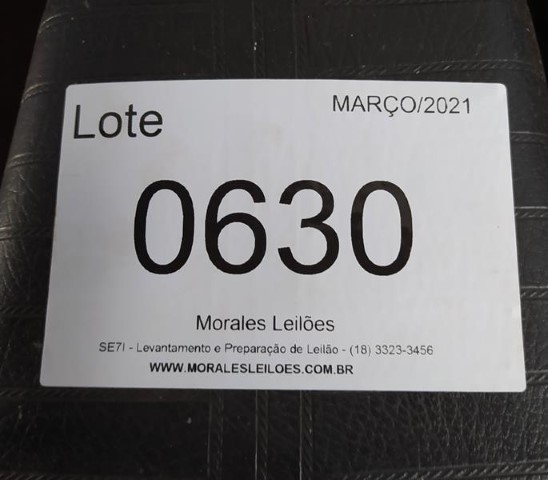 MARÇO/2021
Lote
0630
Morales Leilões
SE7I - Levantamento e Preparação de Leilão - (18) 3323-3456
WWW.MORALESLEILOES.COM.BR